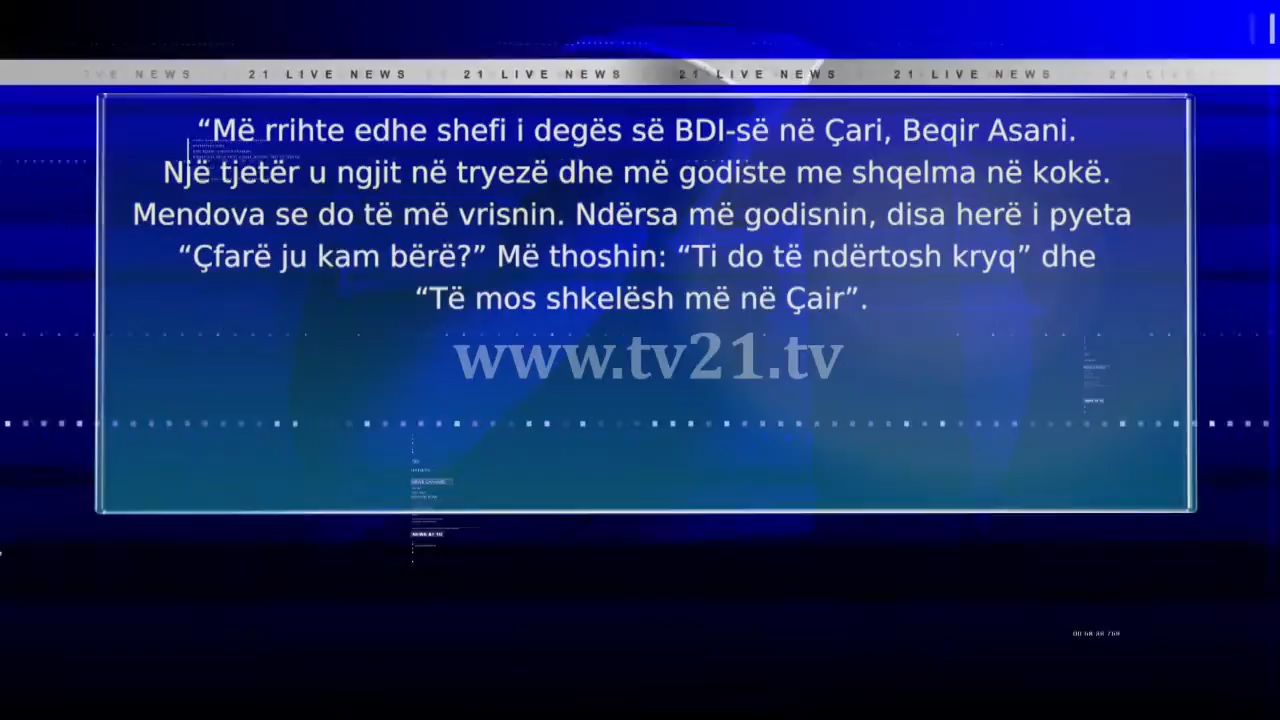 21 LIVE NEWS 21 LIVE NEWS 21 LIVE NEWS 21 LIVE NEWS
“Më rrihte edhe shefi i degës së BDI-së në Çari, Beqir Asani.
Një tjetër u ngjit në tryezë dhe më godiste me shqelma në kokë.
Mendova se do të më vrisnin. Ndërsa më godisnin, disa herë i pyeta
“Çfarë ju kam bërë?” Më thoshin: “Ti do të ndërtosh kryq” dhe
“Të mos shkelësh më në Çair”.
www.tv21.tv